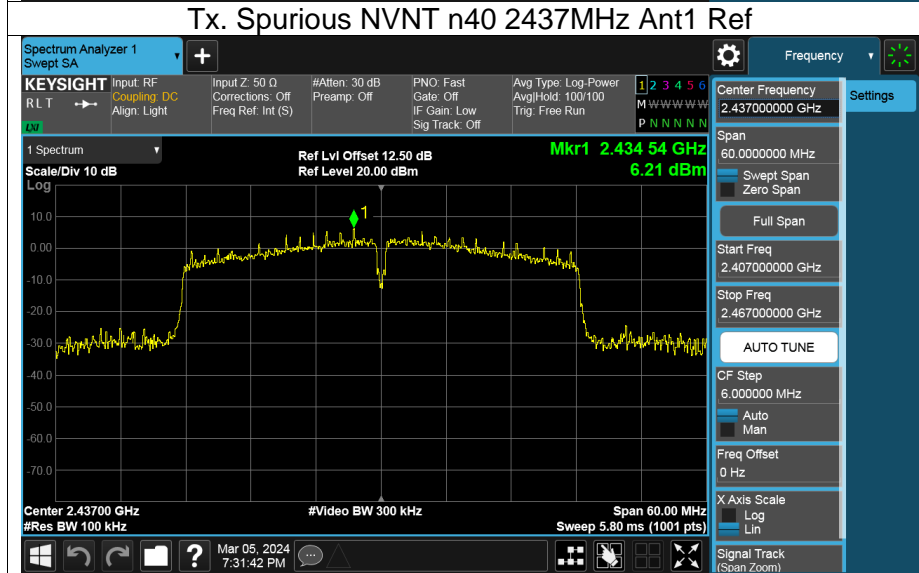 Tx. Spurious NVNT n40 2437MHz Ant1 Ref
Spectrum Analyzer 1
Swept SA
+
Frequency
KEYSIGHT
RLT
LXI
Input: RF
Coupling: DC
Align: Light
Input Z: 50 Ω
Corrections: Off
Freq Ref: Int (S)
#Atten: 30 dB
Preamp: Off
PNO: Fast
Gate: Off
IF Gain: Low
Sig Track: Off
Avg Type: Log-Power
Avg|Hold: 100/100
Trig: Free Run
1 2 3 4 5 6
M W W W W W
P N N N N N
1 Spectrum
Scale/Div 10 dB
Log
Ref Lvl Offset 12.50 dB
Ref Level 20.00 dBm
Mkr1 2.434 54 GHz
6.21 dBm
1
10.0
0.00
-10.0
-20.0
-30.0
-40.0
-50.0
-60.0
-70.0
Center 2.43700 GHz
#Res BW 100 kHz
#Video BW 300 kHz
Span 60.00 MHz
Sweep 5.80 ms (1001 pts)
Center Frequency
2.437000000 GHz
Span
60.0000000 MHz
Swept Span
Zero Span
Full Span
Start Freq
2.407000000 GHz
Stop Freq
2.467000000 GHz
AUTO TUNE
CF Step
6.000000 MHz
Auto
Man
Freq Offset
0 Hz
X Axis Scale
Log
Lin
Signal Track
(Span Zoom)
Settings
?
Mar 05, 2024
7:31:42 PM